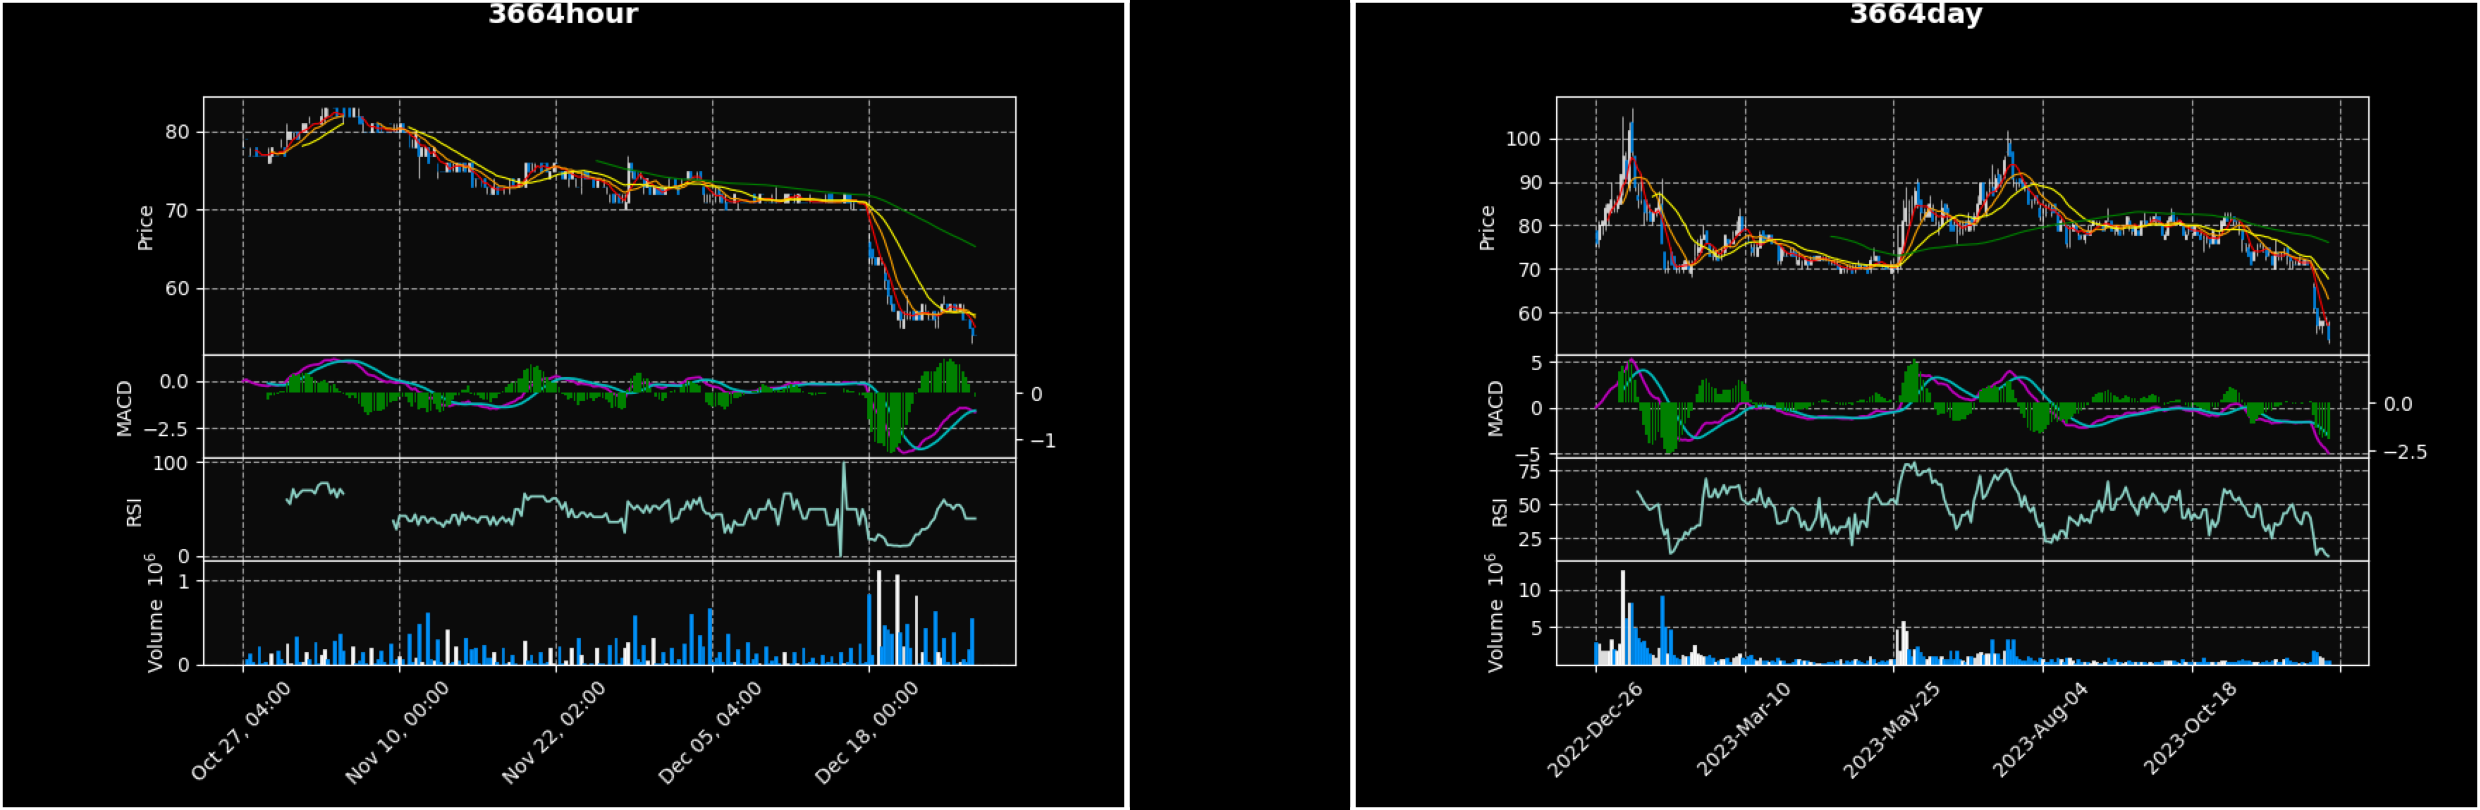 3664hour
Price
80
70
60
MACD
0.0
−2.5
0
−1
RSI
100
0
Volume 10⁶
1
0
Oct 27, 04:00
Nov 10, 00:00
Nov 22, 02:00
Dec 05, 04:00
Dec 18, 00:00
3664day
Price
100
90
80
70
60
MACD
5
0
−5
0.0
−2.5
RSI
75
50
25
Volume 10⁶
10
5
2022-Dec-26
2023-Mar-10
2023-May-25
2023-Aug-04
2023-Oct-18